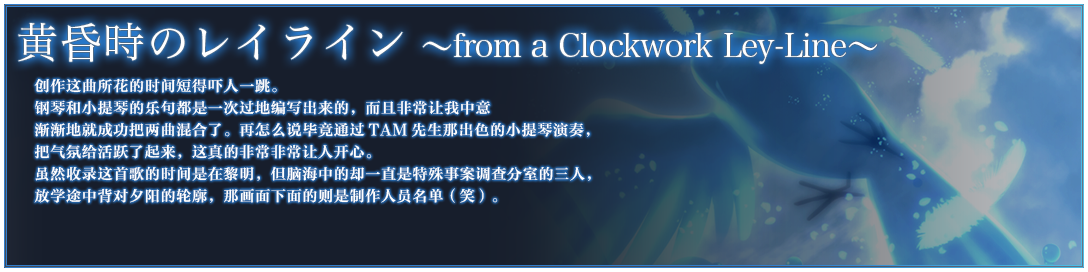 黄昏時のレイライン ～from a Clockwork Ley-Line～
创作这曲所花的时间短得吓人一跳。
钢琴和小提琴的乐句都是一次过地编写出来的，而且非常让我中意
渐渐地就成功把两曲混合了。再怎么说毕竟通过 TAM 先生那出色的小提琴演奏，
把气氛给活跃了起来，这真的非常非常让人开心。
虽然收录这首歌的时间是在黎明，但脑海中的却一直是特殊事案调查分室的三人，
放学途中背对夕阳的轮廓，那画面下面的则是制作人员名单（笑）。